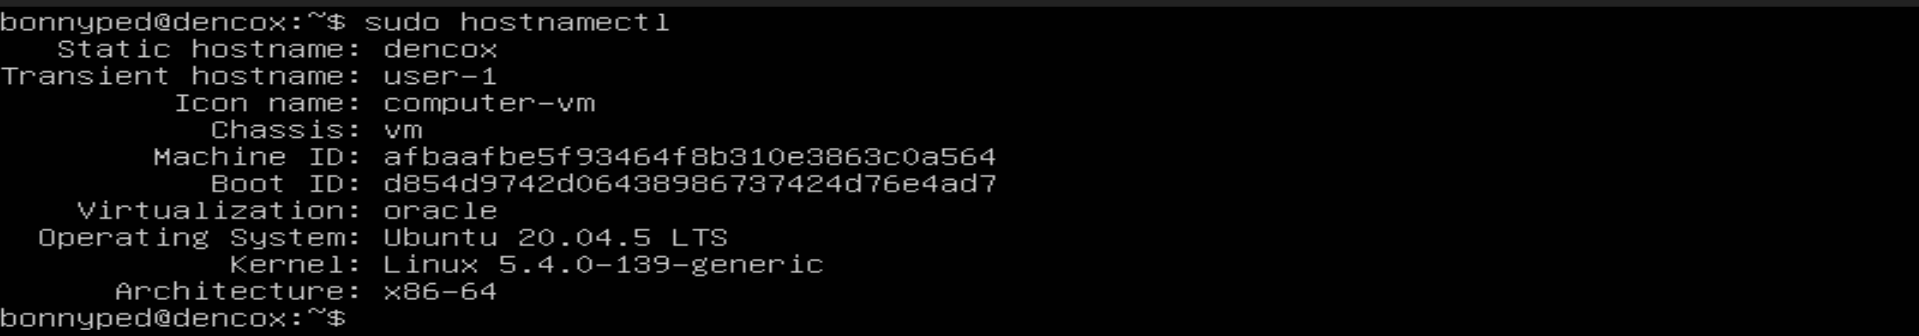 bonnyped@dencox:~$ sudo hostnamectl
Static hostname: dencox
Transient hostname: user-1
Icon name: computer-vm
Chassis: vm
Machine ID: afbaafbe5f93464f8b310e3863c0a564
Boot ID: d854d9742d06438986737424d76e4ad7
Virtualization: oracle
Operating System: Ubuntu 20.04.5 LTS
Kernel: Linux 5.4.0-139-generic
Architecture: x86-64
bonnyped@dencox:~$